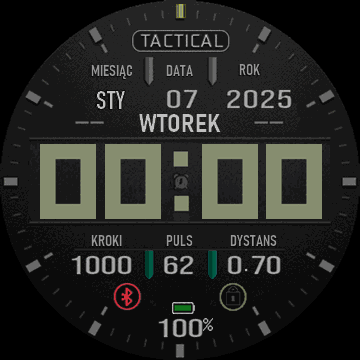 TACTICAL
MIESIĄC DATA ROK
STY 07 2025
WTOREK
00:00
KROKI PULS DYSTANS
1000 62 0.70
100%